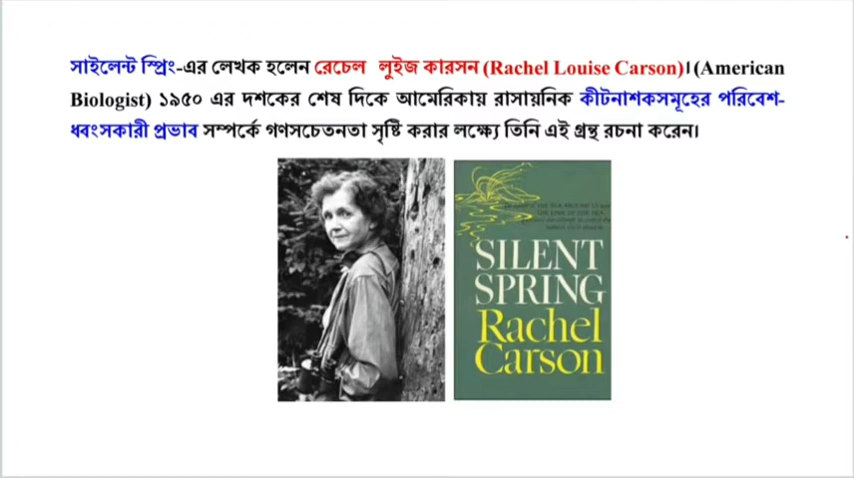 সাইলেন্ট স্প্রিং-এর লেখক হলেন রেচেল লুইজ কারসন (Rachel Louise Carson)। (American
Biologist) ১৯৫০ এর দশকের শেষ দিকে আমেরিকায় রাসায়নিক কীটনাশকসমূহের পরিবেশ-
ধ্বংসকারী প্রভাব সম্পর্কে গণসচেতনতা সৃষ্টি করার লক্ষ্যে তিনি এই গ্রন্থ রচনা করেন।
SILENT
SPRING
Rachel
Carson